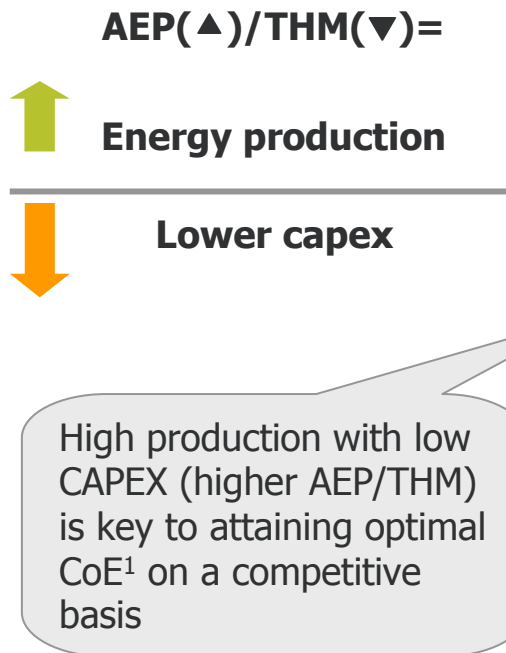 AEP(▲)/THM(▼)=
Energy production
Lower capex
High production with low
CAPEX (higher AEP/THM)
is key to attaining optimal
CoE¹ on a competitive
basis